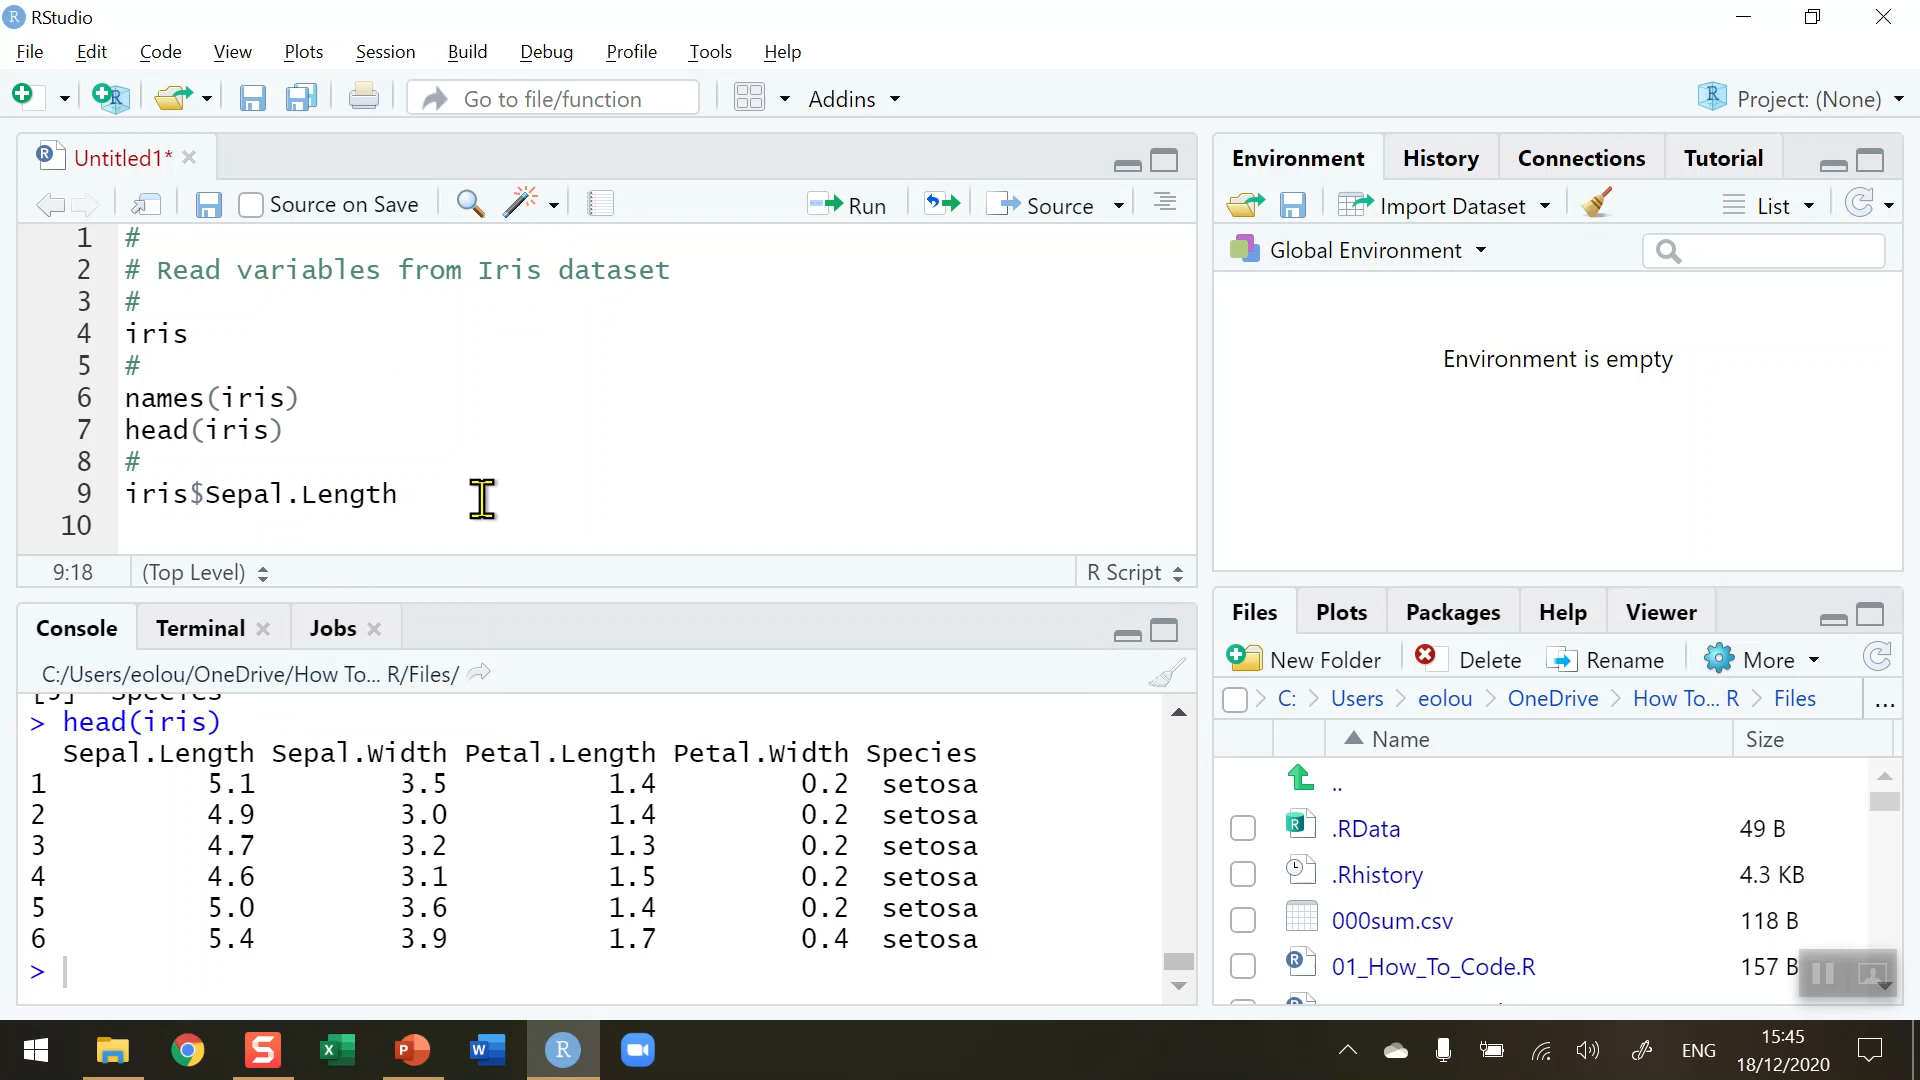 RStudio
File Edit Code View Plots Session Build Debug Profile Tools Help
Go to file/function Addins Project: (None)
Untitled1*
Source on Save Run Source
1 #
2 # Read variables from Iris dataset
3 #
4 iris
5 #
6 names(iris)
7 head(iris)
8 #
9 iris$Sepal.Length
10
9:18 (Top Level) R Script
Console Terminal Jobs
C:/Users/eolou/OneDrive/How To... R/Files/
> head(iris)
Sepal.Length Sepal.Width Petal.Length Petal.Width Species
1 5.1 3.5 1.4 0.2 setosa
2 4.9 3.0 1.4 0.2 setosa
3 4.7 3.2 1.3 0.2 setosa
4 4.6 3.1 1.5 0.2 setosa
5 5.0 3.6 1.4 0.2 setosa
6 5.4 3.9 1.7 0.4 setosa
>
Environment History Connections Tutorial
Import Dataset List
Global Environment
Environment is empty
Files Plots Packages Help Viewer
New Folder Delete Rename More
C: Users eolou OneDrive How To... R Files ...
Name Size
..
.RData 49 B
.Rhistory 4.3 KB
000sum.csv 118 B
01_How_To_Code.R 157 B
ENG
15:45
18/12/2020